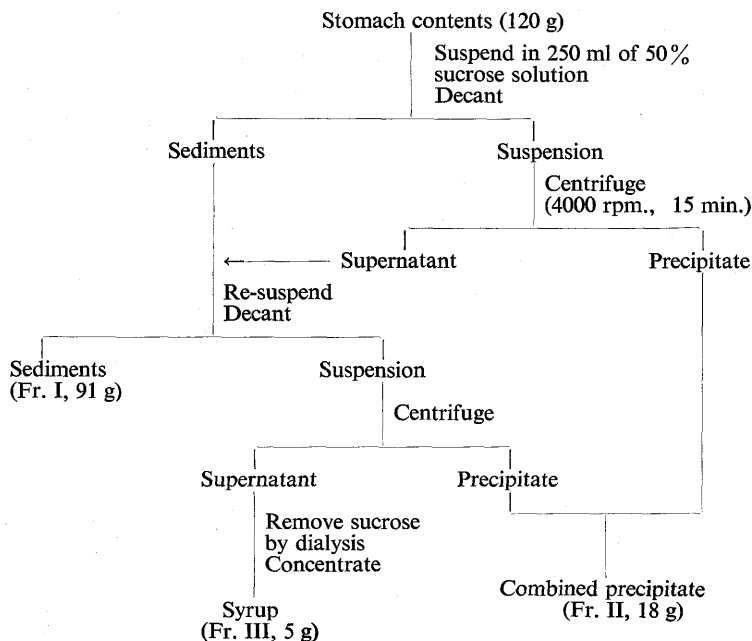 Stomach contents (120 g)
Suspend in 250 ml of 50%
sucrose solution
Decant
Sediments
Suspension
Centrifuge
(4000 rpm., 15 min.)
Supernatant
Precipitate
Re-suspend
Decant
Sediments
(Fr. I, 91 g)
Suspension
Centrifuge
Supernatant
Precipitate
Remove sucrose
by dialysis
Concentrate
Combined precipitate
(Fr. II, 18 g)
Syrup
(Fr. III, 5 g)